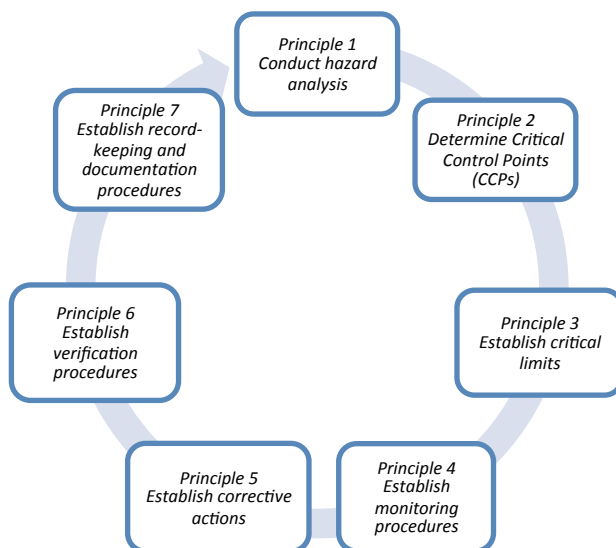 Principle 1
Conduct hazard
analysis
Principle 2
Determine Critical
Control Points
(CCPs)
Principle 3
Establish critical
limits
Principle 4
Establish
monitoring
procedures
Principle 5
Establish corrective
actions
Principle 6
Establish
verification
procedures
Principle 7
Establish record-
keeping and
documentation
procedures